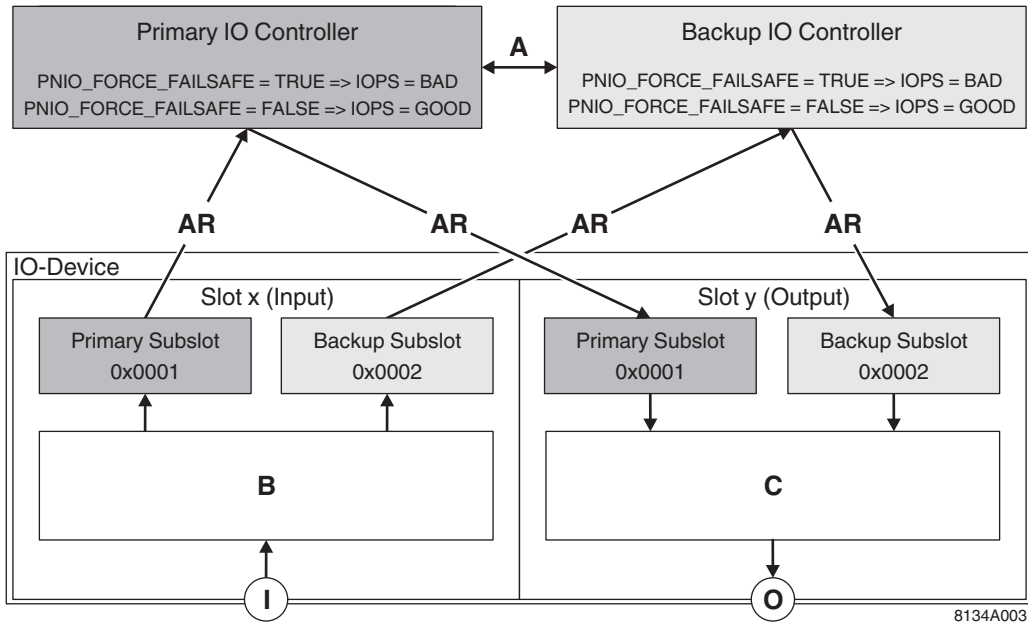 Primary IO Controller
PNIO_FORCE_FAILSAFE = TRUE => IOPS = BAD
PNIO_FORCE_FAILSAFE = FALSE => IOPS = GOOD
A
Backup IO Controller
PNIO_FORCE_FAILSAFE = TRUE => IOPS = BAD
PNIO_FORCE_FAILSAFE = FALSE => IOPS = GOOD
AR
AR
AR
AR
IO-Device
Slot x (Input)
Primary Subslot
0x0001
Backup Subslot
0x0002
B
I
Slot y (Output)
Primary Subslot
0x0001
Backup Subslot
0x0002
C
O
8134A003